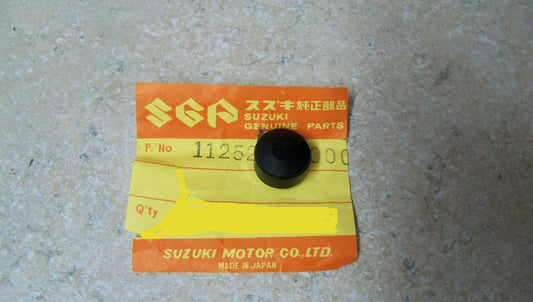 SGP スズキ純正部品
SUZUKI
GENUINE PARTS
P/No. 11252 000
Q'ty
SUZUKI MOTOR CO.,LTD.
MADE IN JAPAN